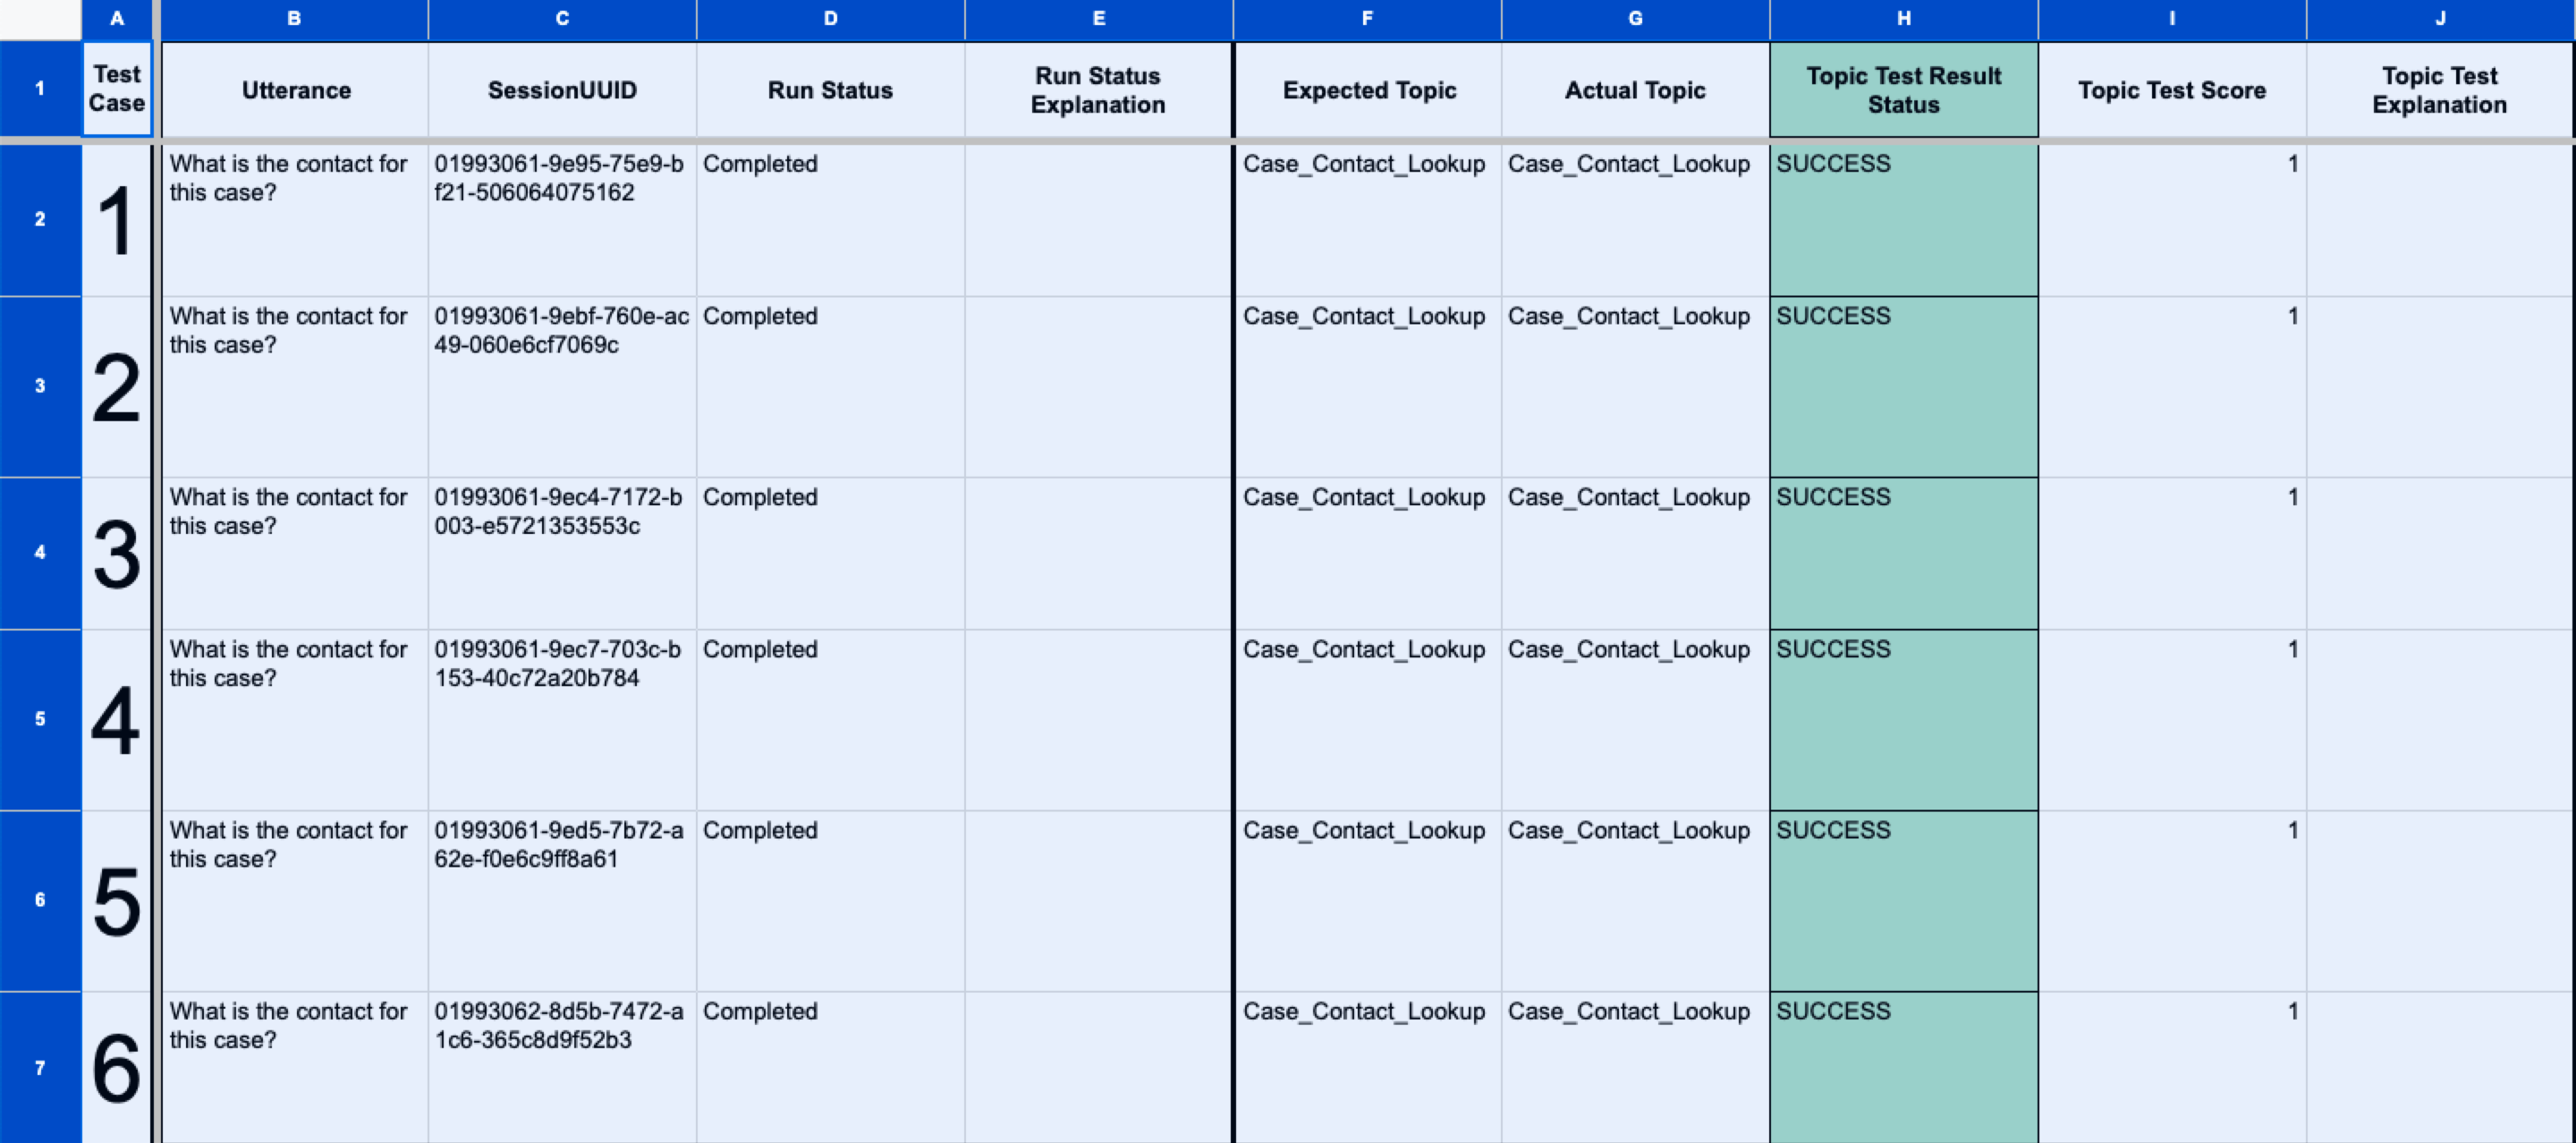 A B C D E F G H I J
1 Test Case Utterance SessionUUID Run Status Run Status Explanation Expected Topic Actual Topic Topic Test Result Status Topic Test Score Topic Test Explanation
2 1 What is the contact for this case? 01993061-9e95-75e9-bf21-506064075162 Completed Case_Contact_Lookup Case_Contact_Lookup SUCCESS 1
3 2 What is the contact for this case? 01993061-9ebf-760e-ac49-060e6cf7069c Completed Case_Contact_Lookup Case_Contact_Lookup SUCCESS 1
4 3 What is the contact for this case? 01993061-9ec4-7172-b003-e5721353553c Completed Case_Contact_Lookup Case_Contact_Lookup SUCCESS 1
5 4 What is the contact for this case? 01993061-9ec7-703c-b153-40c72a20b784 Completed Case_Contact_Lookup Case_Contact_Lookup SUCCESS 1
6 5 What is the contact for this case? 01993061-9ed5-7b72-a62e-f0e6c9ff8a61 Completed Case_Contact_Lookup Case_Contact_Lookup SUCCESS 1
7 6 What is the contact for this case? 01993062-8d5b-7472-a1c6-365c8d9f52b3 Completed Case_Contact_Lookup Case_Contact_Lookup SUCCESS 1